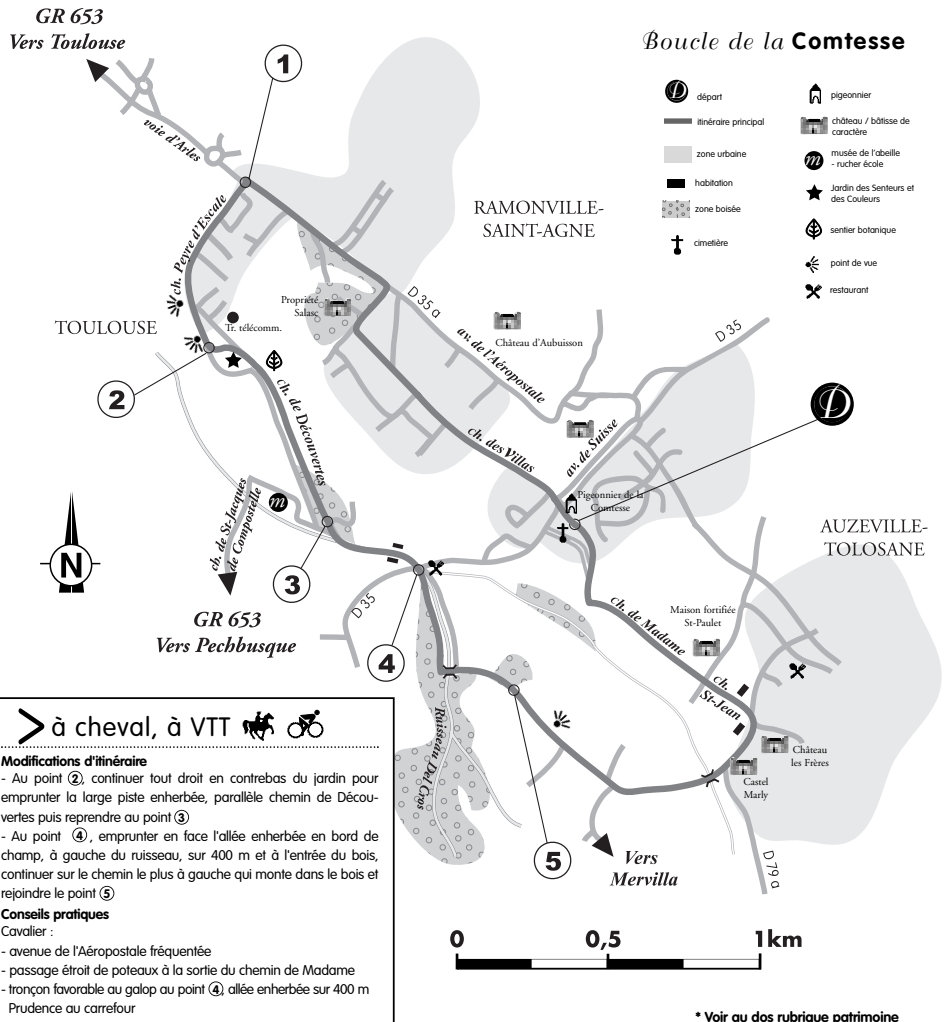 GR 653
Vers Toulouse
1
Boucle de la Comtesse
D
départ
itinéraire principal
zone urbaine
habitation
zone boisée
cimetière
pigeonnier
château / bâtisse de
caractère
m
musée de l'abeille
- rucher école
Jardin des Senteurs et
des Couleurs
sentier botanique
point de vue
restaurant
voie d'Arles
ch. Peyre d'Escale
RAMONVILLE-
SAINT-AGNE
Propriété
Salasc
D 35 a
av. de l'Aéropostale
Château d'Aubuisson
D 35
TOULOUSE
Tr. télécomm.
2
ch. de Découvertes
ch. des Villas
av. de Suisse
D
Pigeonnier de la
Comtesse
m
ch. de St-Jacques
de Compostelle
AUZEVILLE-
TOLOSANE
N
3
D 35
GR 653
Vers Pechbusque
4
ch. de Madame
Maison fortifiée
St-Paulet
ch.
St-Jean
Ruisseau Del Cros
Château
les Frères
Castel
Marly
5
Vers
Mervilla
D 79 a
> à cheval, à VTT
Modifications d'itinéraire
- Au point 2, continuer tout droit en contrebas du jardin pour
emprunter la large piste enherbée, parallèle chemin de Décou-
vertes puis reprendre au point 3
- Au point 4, emprunter en face l'allée enherbée en bord de
champ, à gauche du ruisseau, sur 400 m et à l'entrée du bois,
continuer sur le chemin le plus à gauche qui monte dans le bois et
rejoindre le point 5
Conseils pratiques
Cavalier :
- avenue de l'Aéropostale fréquentée
- passage étroit de poteaux à la sortie du chemin de Madame
- tronçon favorable au galop au point 4, allée enherbée sur 400 m
Prudence au carrefour
0 0,5 1km
* Voir au dos rubrique patrimoine